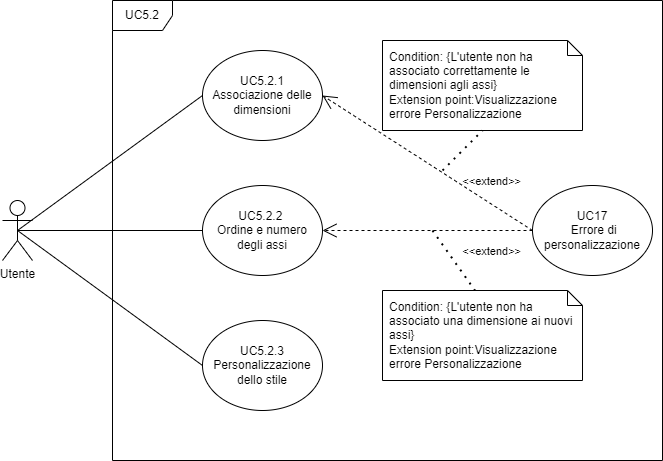 UC5.2
Condition: {L'utente non ha
associato correttamente le
dimensioni agli assi}
Extension point:Visualizzazione
errore Personalizzazione
UC5.2.1
Associazione delle
dimensioni
<<extend>>
UC5.2.2
Ordine e numero
degli assi
UC17
Errore di
personalizzazione
<<extend>>
Utente
Condition: {L'utente non ha
associato una dimensione ai nuovi
assi}
Extension point:Visualizzazione
errore Personalizzazione
UC5.2.3
Personalizzazione
dello stile